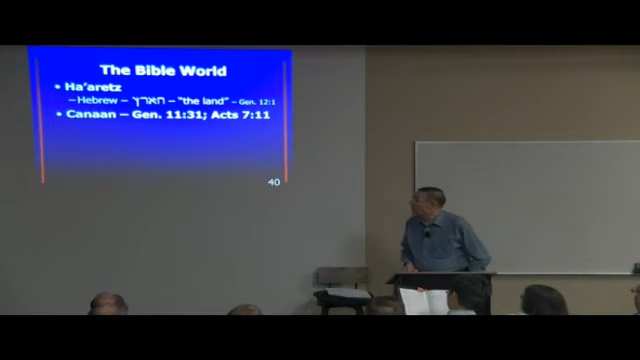 The Bible World
• Ha'aretz
– Hebrew – הארץ – "the land" – Gen. 12:1
• Canaan – Gen. 11:31; Acts 7:11
40